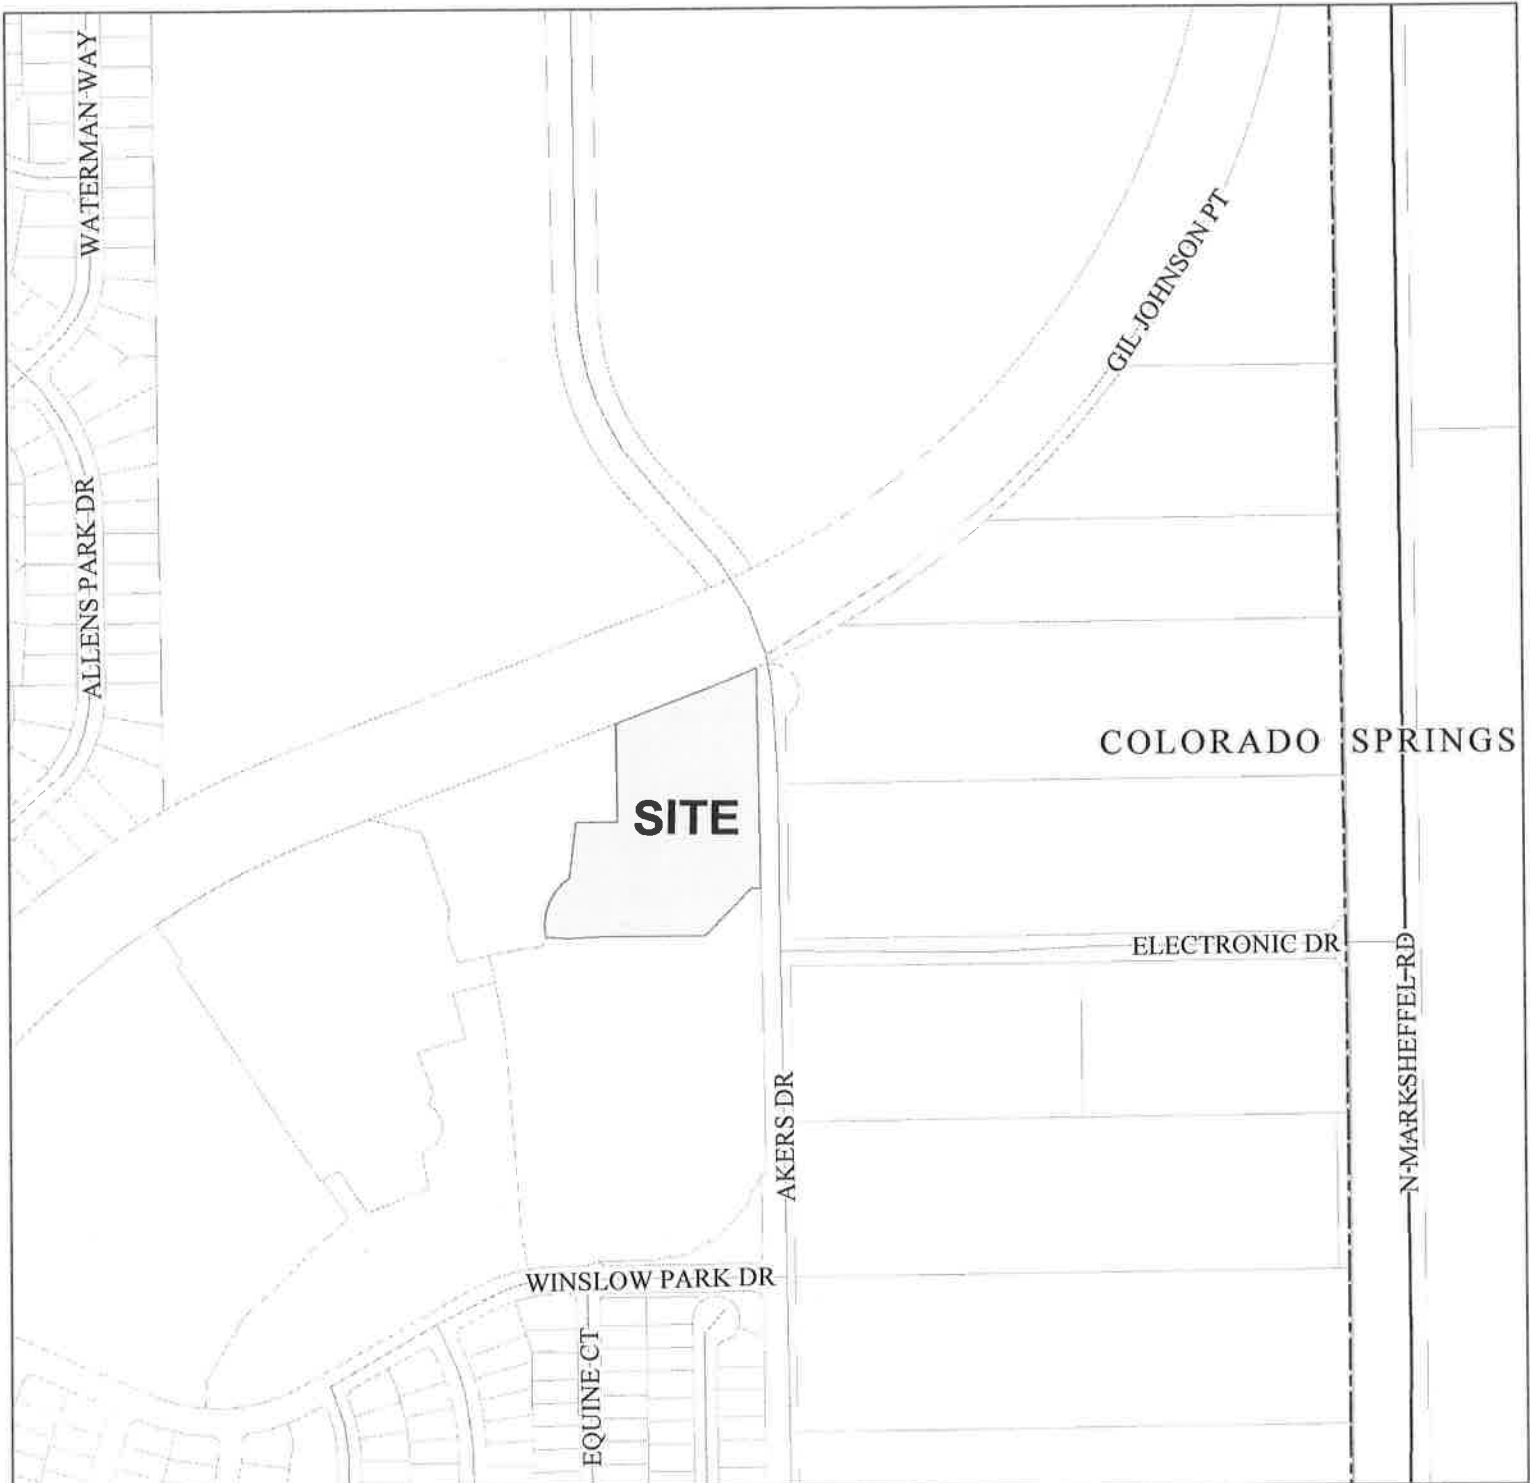 WATERMAN WAY
GIL JOHNSON PT
ALLENS PARK DR
COLORADO SPRINGS
SITE
ELECTRONIC DR
N MARKSHEFFEL RD
AKERS DR
WINSLOW PARK DR
EQUINE CT